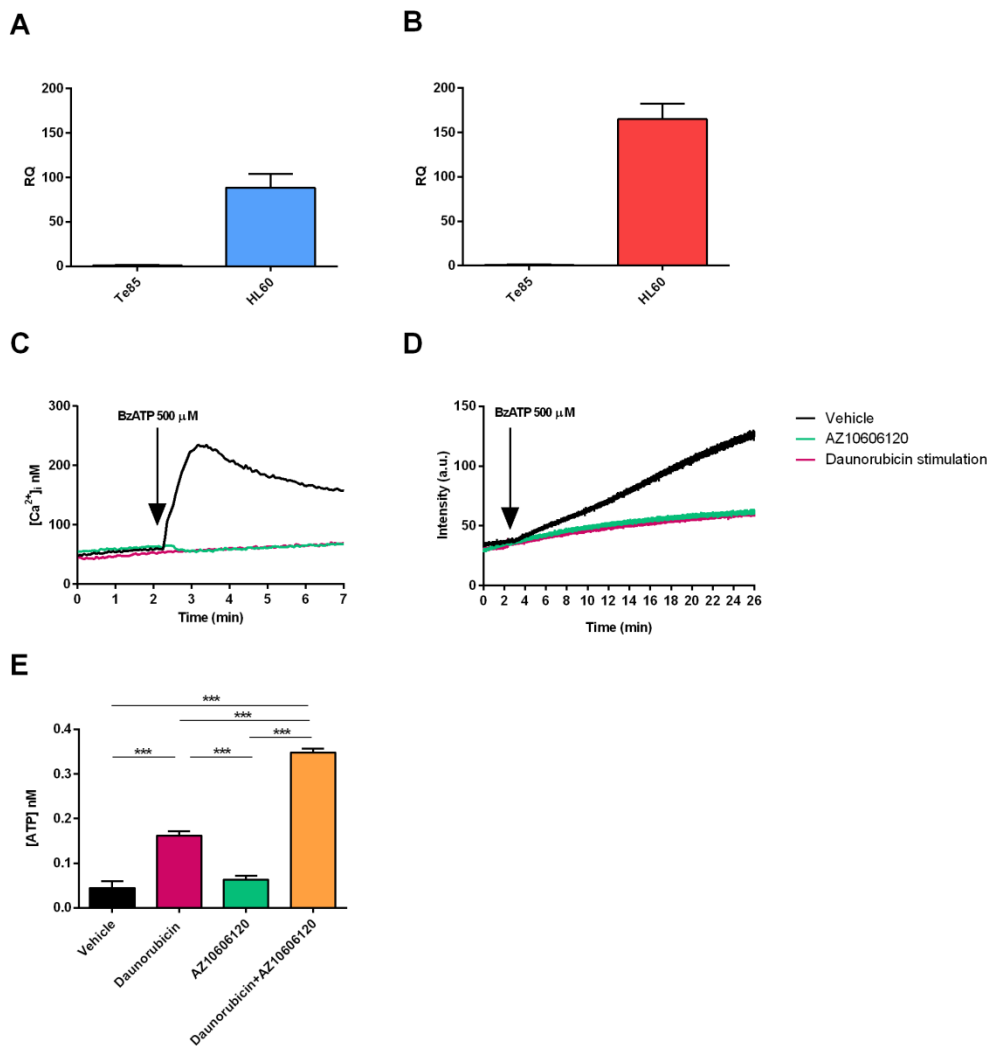 A
B
200
150
100
50
0
RQ
Te85
HL60
200
150
100
50
0
RQ
Te85
HL60
C
D
300
200
100
0
[Ca2+]i nM
BzATP 500 μM
0 1 2 3 4 5 6 7
Time (min)
150
100
50
0
Intensity (a.u.)
BzATP 500 μM
0 2 4 6 8 10 12 14 16 18 20 22 24 26
Time (min)
Vehicle
AZ10606120
Daunorubicin stimulation
E
***
***
***
***
***
0.4
0.3
0.2
0.1
0.0
[ATP] nM
Vehicle
Daunorubicin
AZ10606120
Daunorubicin+AZ10606120